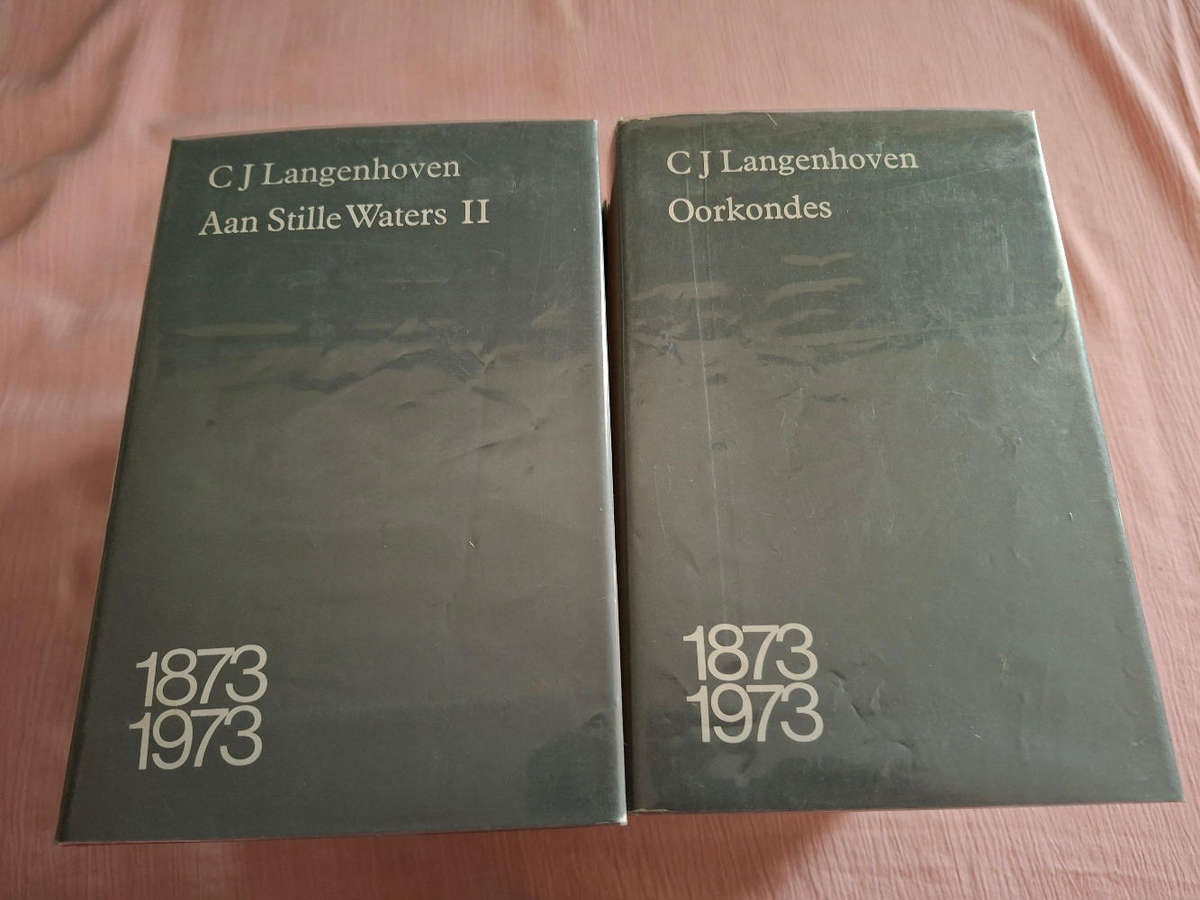 C J Langenhoven
Aan Stille Waters II
1873
1973
C J Langenhoven
Oorkondes
1873
1973